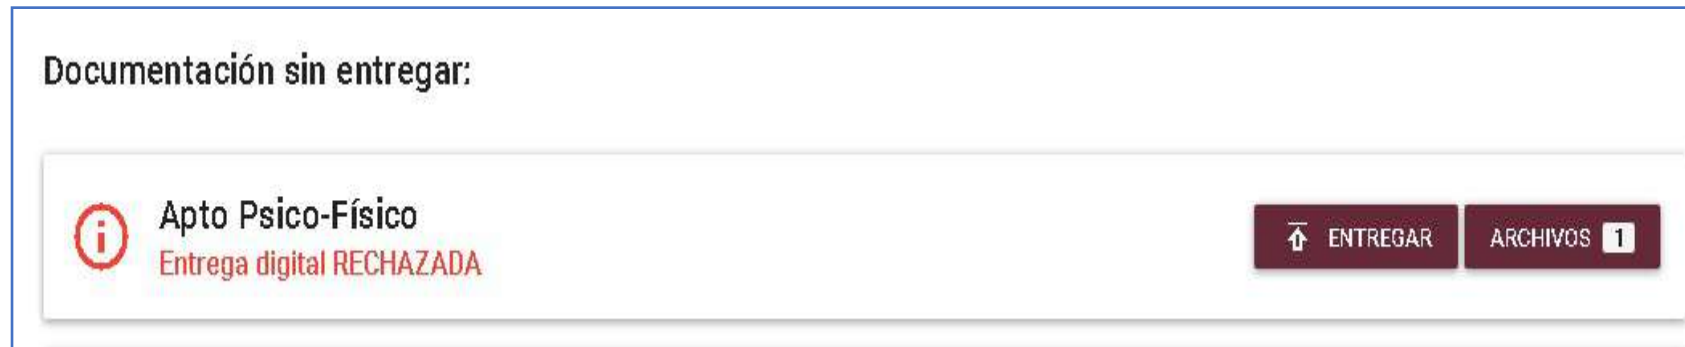 Documentación sin entregar:
Apto Psico-Físico
Entrega digital RECHAZADA
ENTREGAR
ARCHIVOS 1